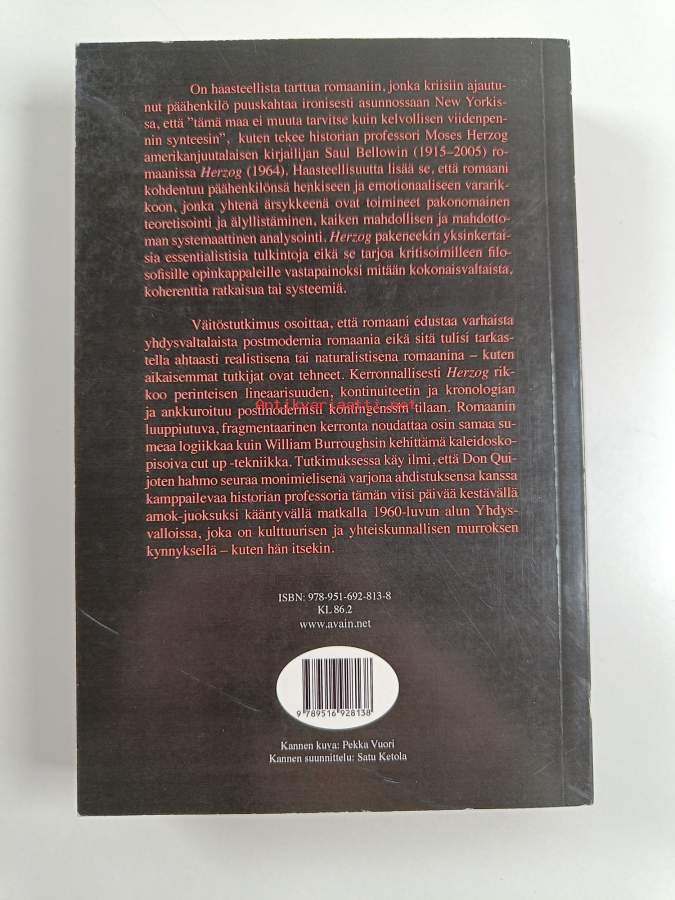 On haasteellista tarttua romaaniin, jonka kriisiin ajautu-
nut päähenkilö puuskahtaa ironisesti asunnossaan New Yorkis-
sa, että ”tämä maa ei muuta tarvitse kuin kelvollisen viidenpen-
nin synteesin”, kuten tekee historian professori Moses Herzog
amerikanjuutalaisen kirjailijan Saul Bellowin (1915–2005) ro-
maanissa Herzog (1964). Haasteellisuutta lisää se, että romaani
kohdentuu päähenkilönsä henkiseen ja emotionaaliseen vararik-
koon, jonka yhtenä ärsykkeenä ovat toimineet pakonomainen
teoretisointi ja älyllistäminen, kaiken mahdollisen ja mahdotto-
man systemaattinen analysointi. Herzog pakeneekin yksinkertai-
sia essentialistisia tulkintoja eikä se tarjoa kritisoimilleen filo-
sofisille opinkappaleille vastapainoksi mitään kokonaisvaltaista,
koherenttia ratkaisua tai systeemiä.
Väitöstutkimus osoittaa, että romaani edustaa varhaista
yhdysvaltalaista postmodernia romaania eikä sitä tulisi tarkas-
tella ahtaasti realistisena tai naturalistisena romaanina – kuten
aikaisemmat tutkijat ovat tehneet. Kerronnallisesti Herzog rik-
koo perinteisen lineaarisuuden, kontinuiteetin ja kronologian
ja ankkuroituu postmodernisti kontingenssin tilaan. Romaanin
Antikvariaatti.net
luuppiutuva, fragmentaarinen kerronta noudattaa osin samaa
sumeaa logiikkaa kuin William Burroughsin kehittämä kaleidosko-
pisoiva cut up -tekniikka. Tutkimuksessa käy ilmi, että Don Qui-
joten hahmo seuraa monimielisenä varjona ahdistuksensa kanssa
kamppailevaa historian professoria tämän viisi päivää kestävällä
amok-juoksuksi kääntyvällä matkalla 1960-luvun alun Yhdys-
valloissa, joka on kulttuurisen ja yhteiskunnallisen murroksen
kynnyksellä – kuten hän itsekin.
ISBN: 978-951-692-813-8
KL 86.2
www.avain.net
9 789516 928138
Kannen kuva: Pekka Vuori
Kannen suunnittelu: Satu Ketola